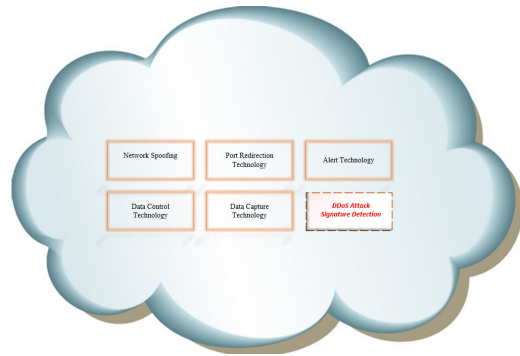 Network Spoofing
Port Redirection
Technology
Alert Technology
Data Control
Technology
Data Capture
Technology
DDoS Attack
Signature Detection